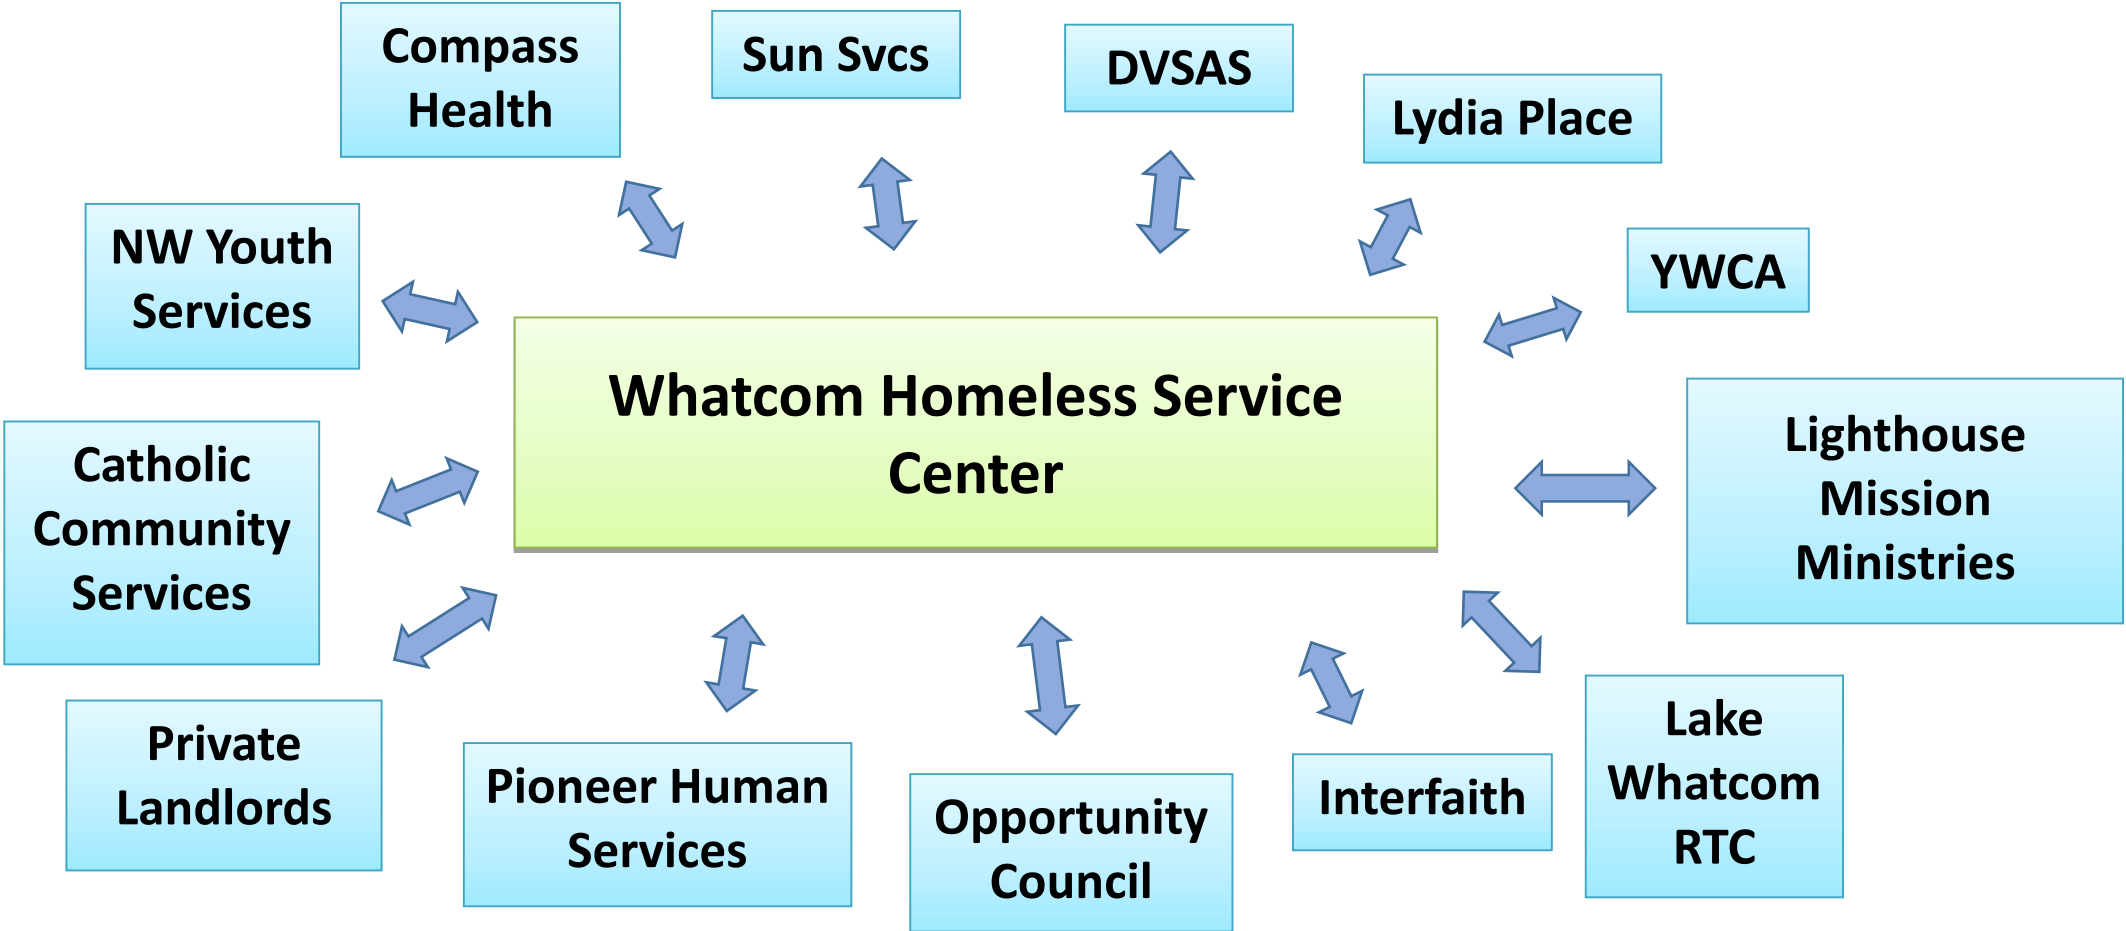 Compass
Health
Sun Svcs
DVSAS
Lydia Place
NW Youth
Services
YWCA
Whatcom Homeless Service
Center
Catholic
Community
Services
Lighthouse
Mission
Ministries
Private
Landlords
Pioneer Human
Services
Opportunity
Council
Interfaith
Lake
Whatcom
RTC